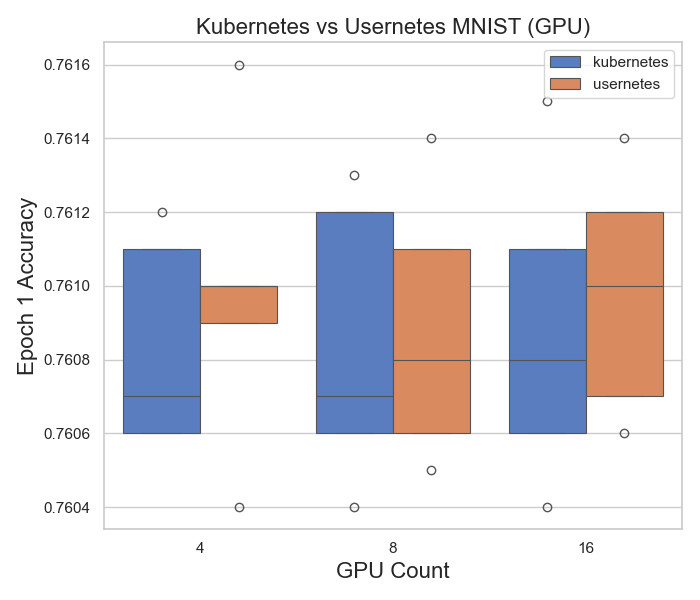 Kubernetes vs Usernetes MNIST (GPU)
kubernetes
usernetes
Epoch 1 Accuracy
0.7616
0.7614
0.7612
0.7610
0.7608
0.7606
0.7604
4 8 16
GPU Count